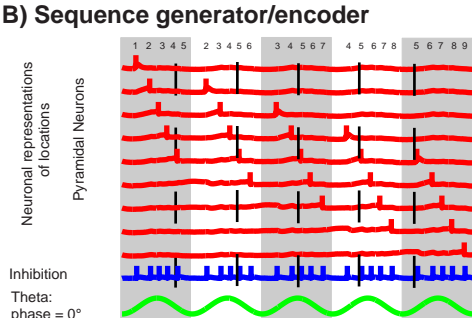 B) Sequence generator/encoder
1 2 3 4 5 2 3 4 5 6 3 4 5 6 7 4 5 6 7 8 5 6 7 8 9
Neuronal representations
of locations
Pyramidal Neurons
Inhibition
Theta:
phase = 0°